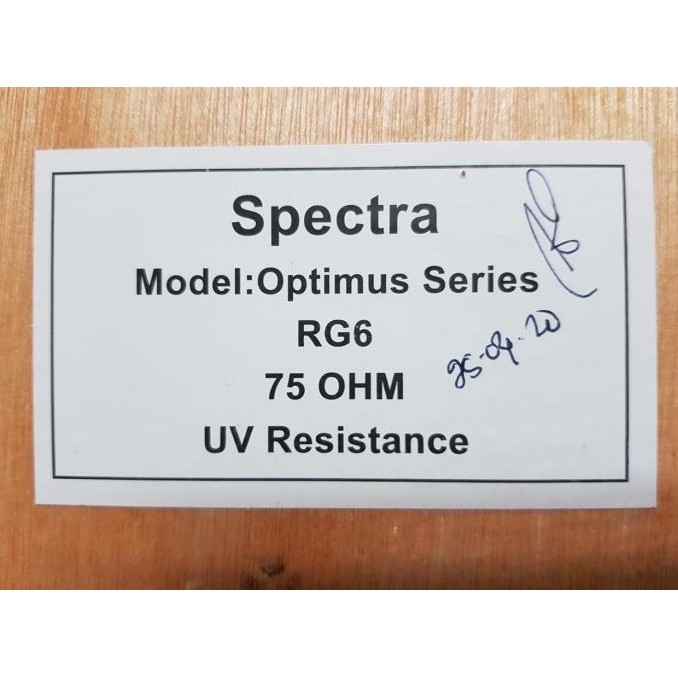 Spectra
Model:Optimus Series
RG6
75 OHM
25-04-20
UV Resistance